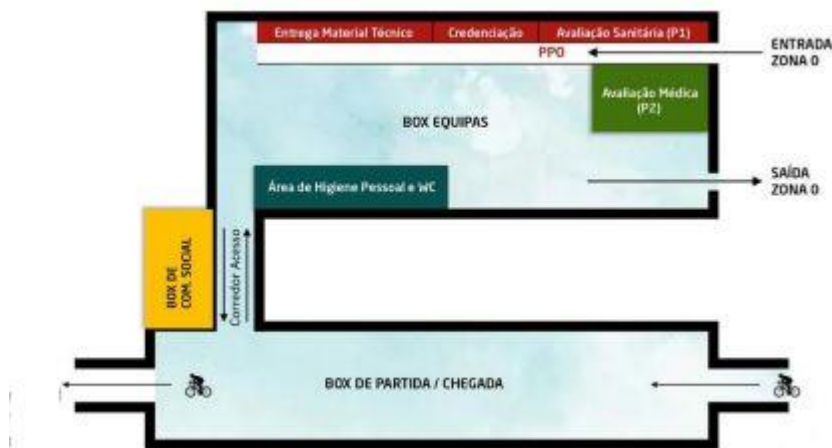 Entrega Material Técnico
Credenciação
Avaliação Sanitária (P1)
PPO
ENTRADA
ZONA 0
Avaliação Médica
(P2)
BOX EQUIPAS
Área de Higiene Pessoal e WC
SAÍDA
ZONA 0
BOX DE
COM. SOCIAL
Corredor Acesso
BOX DE PARTIDA / CHEGADA